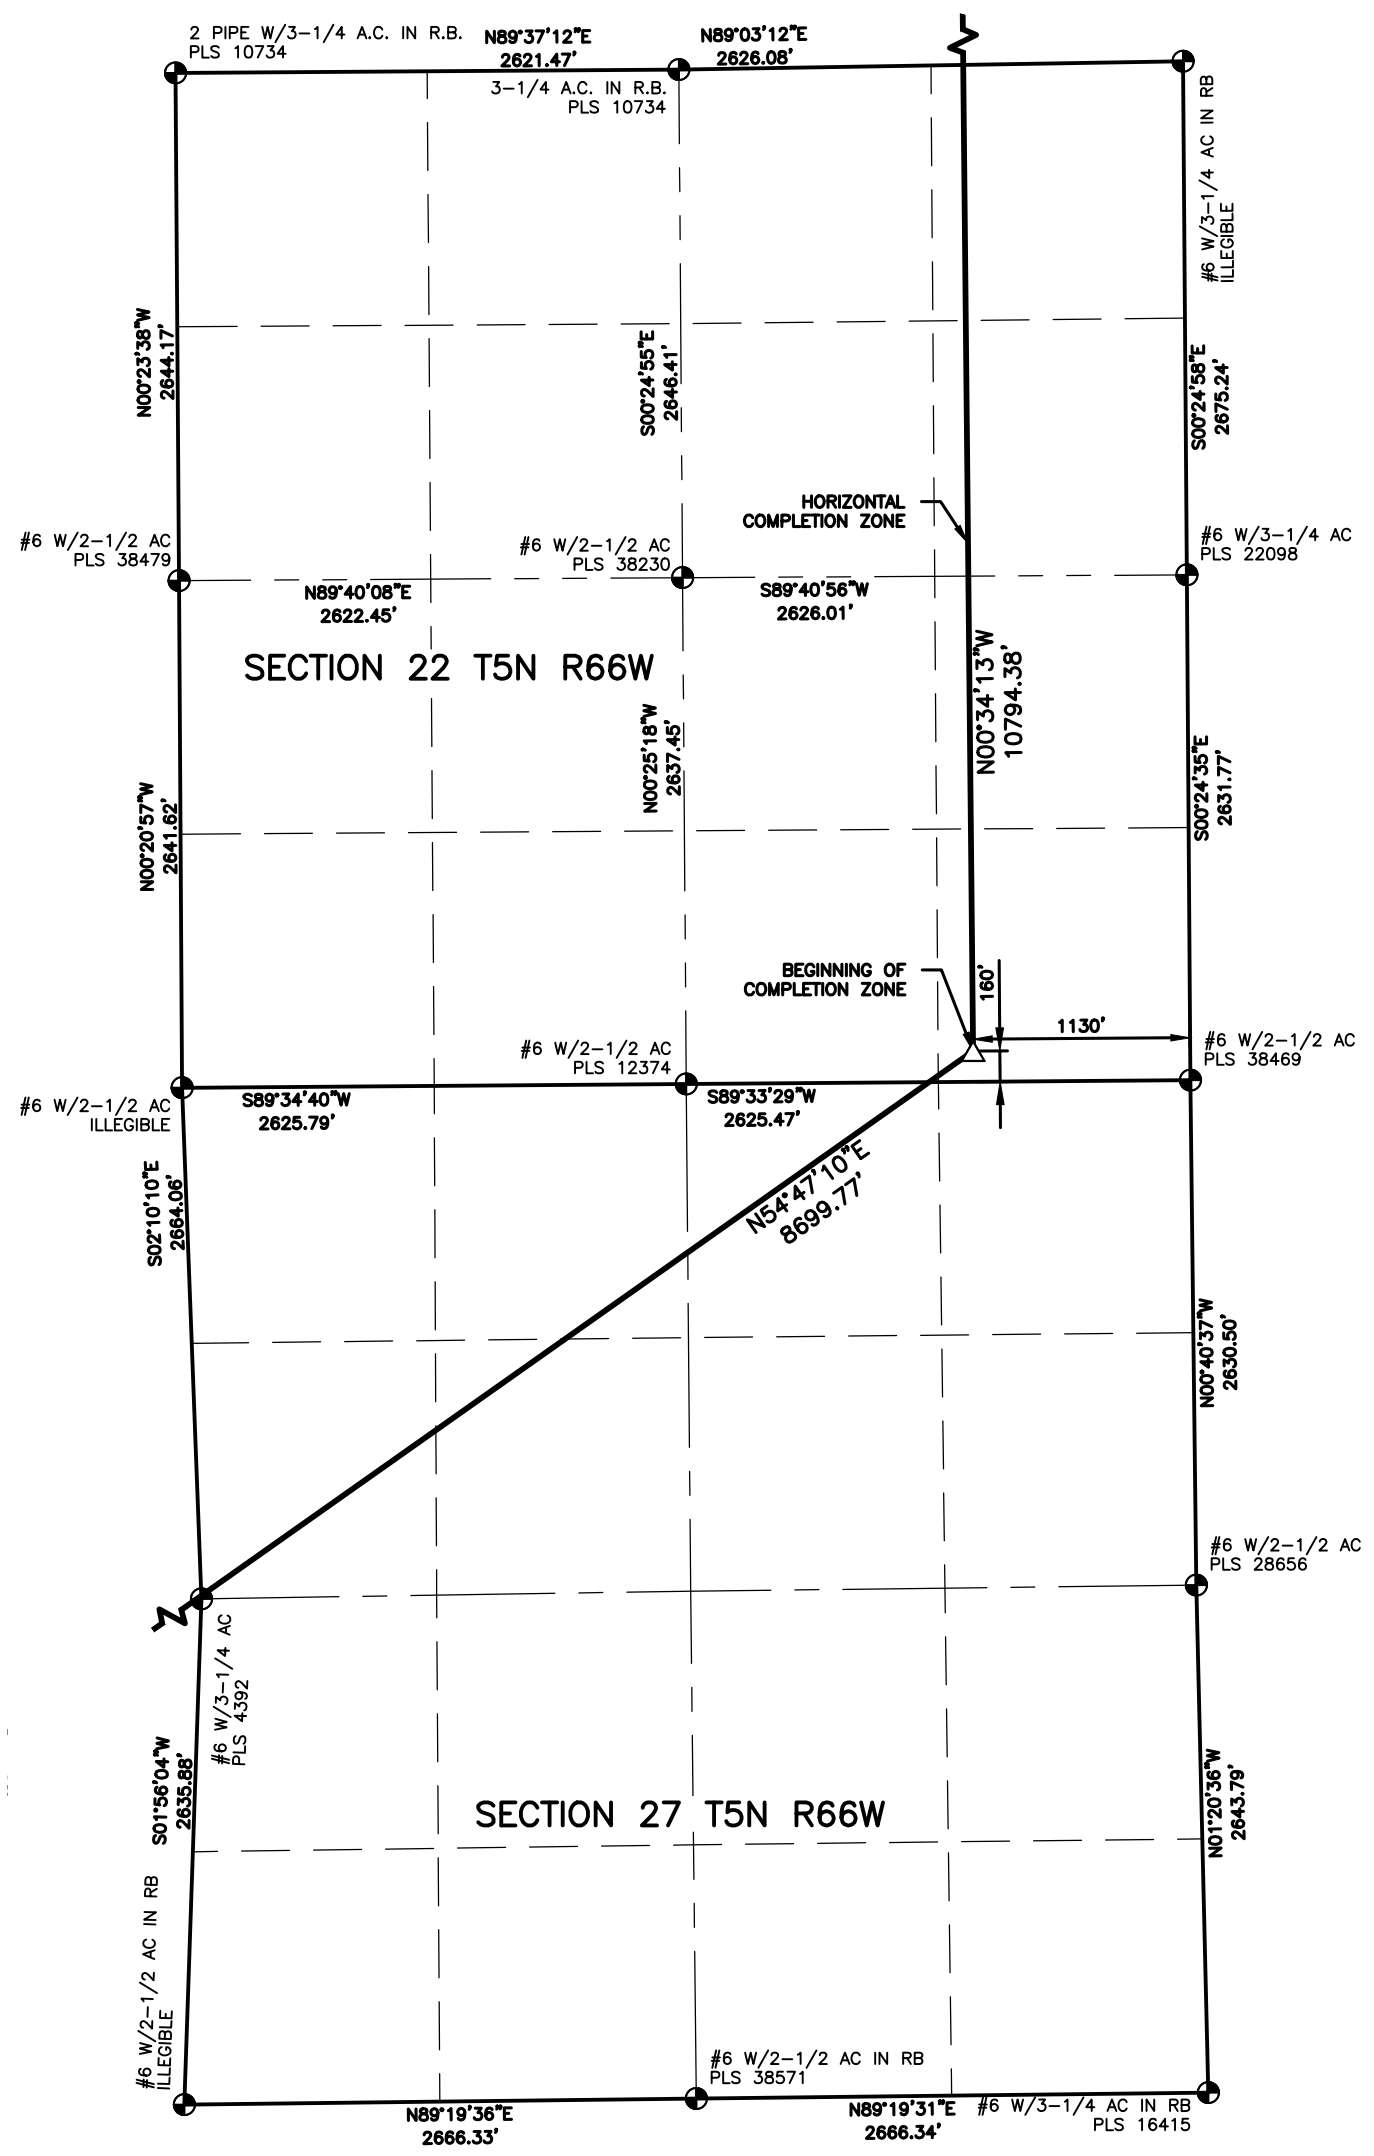 2 PIPE W/3-1/4 A.C. IN R.B.
PLS 10734
N89°37'12"E
2621.47'
N89°03'12"E
2626.08'
3-1/4 A.C. IN R.B.
PLS 10734
#6 W/3-1/4 AC IN RB
ILLEGIBLE
N00°23'38"W
2644.17'
S00°24'55"E
2646.41'
S00°24'58"E
2675.24'
HORIZONTAL
COMPLETION ZONE
#6 W/2-1/2 AC
PLS 38479
#6 W/2-1/2 AC
PLS 38230
#6 W/3-1/4 AC
PLS 22098
N89°40'08"E
2622.45'
S89°40'56"W
2626.01'
SECTION 22 T5N R66W
N00°34'13"W
10794.38'
N00°25'18"W
2637.45'
N00°20'57"W
2641.62'
S00°24'35"E
2631.77'
BEGINNING OF
COMPLETION ZONE
160'
1130'
#6 W/2-1/2 AC
PLS 12374
#6 W/2-1/2 AC
PLS 38469
#6 W/2-1/2 AC
ILLEGIBLE
S89°34'40"W
2625.79'
S89°33'29"W
2625.47'
N54°47'10"E
8699.77'
S02°10'10"E
2664.06'
N00°40'37"W
2630.50'
#6 W/2-1/2 AC
PLS 28656
#6 W/3-1/4 AC
PLS 4392
S01°56'04"W
2635.88'
SECTION 27 T5N R66W
N01°20'36"W
2643.79'
#6 W/2-1/2 AC IN RB
ILLEGIBLE
#6 W/2-1/2 AC IN RB
PLS 38571
N89°19'36"E
2666.33'
N89°19'31"E
2666.34'
#6 W/3-1/4 AC IN RB
PLS 16415